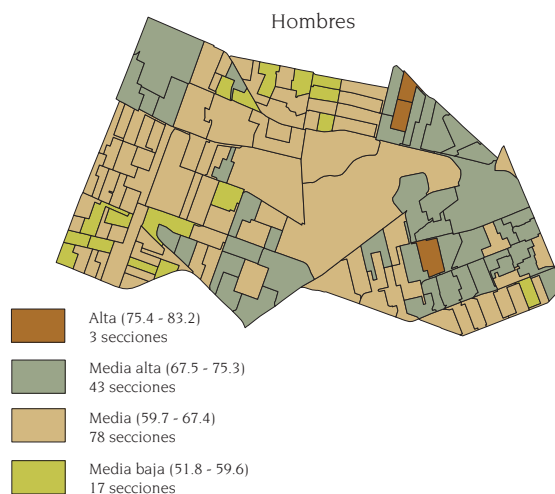 Hombres
Alta (75.4 - 83.2)
3 secciones
Media alta (67.5 - 75.3)
43 secciones
Media (59.7 - 67.4)
78 secciones
Media baja (51.8 - 59.6)
17 secciones